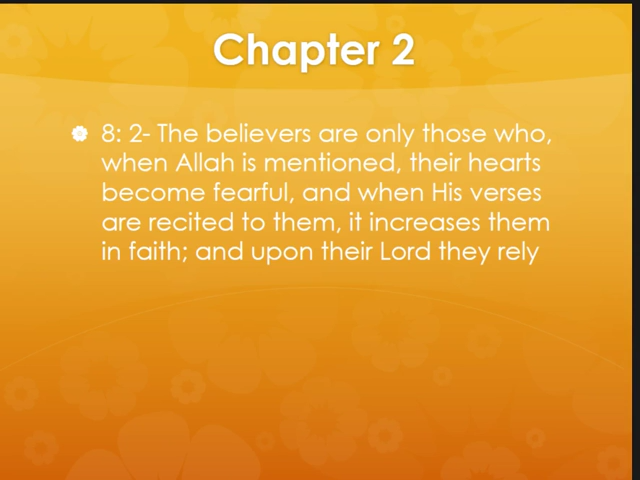 Chapter 2
8: 2- The believers are only those who,
when Allah is mentioned, their hearts
become fearful, and when His verses
are recited to them, it increases them
in faith; and upon their Lord they rely